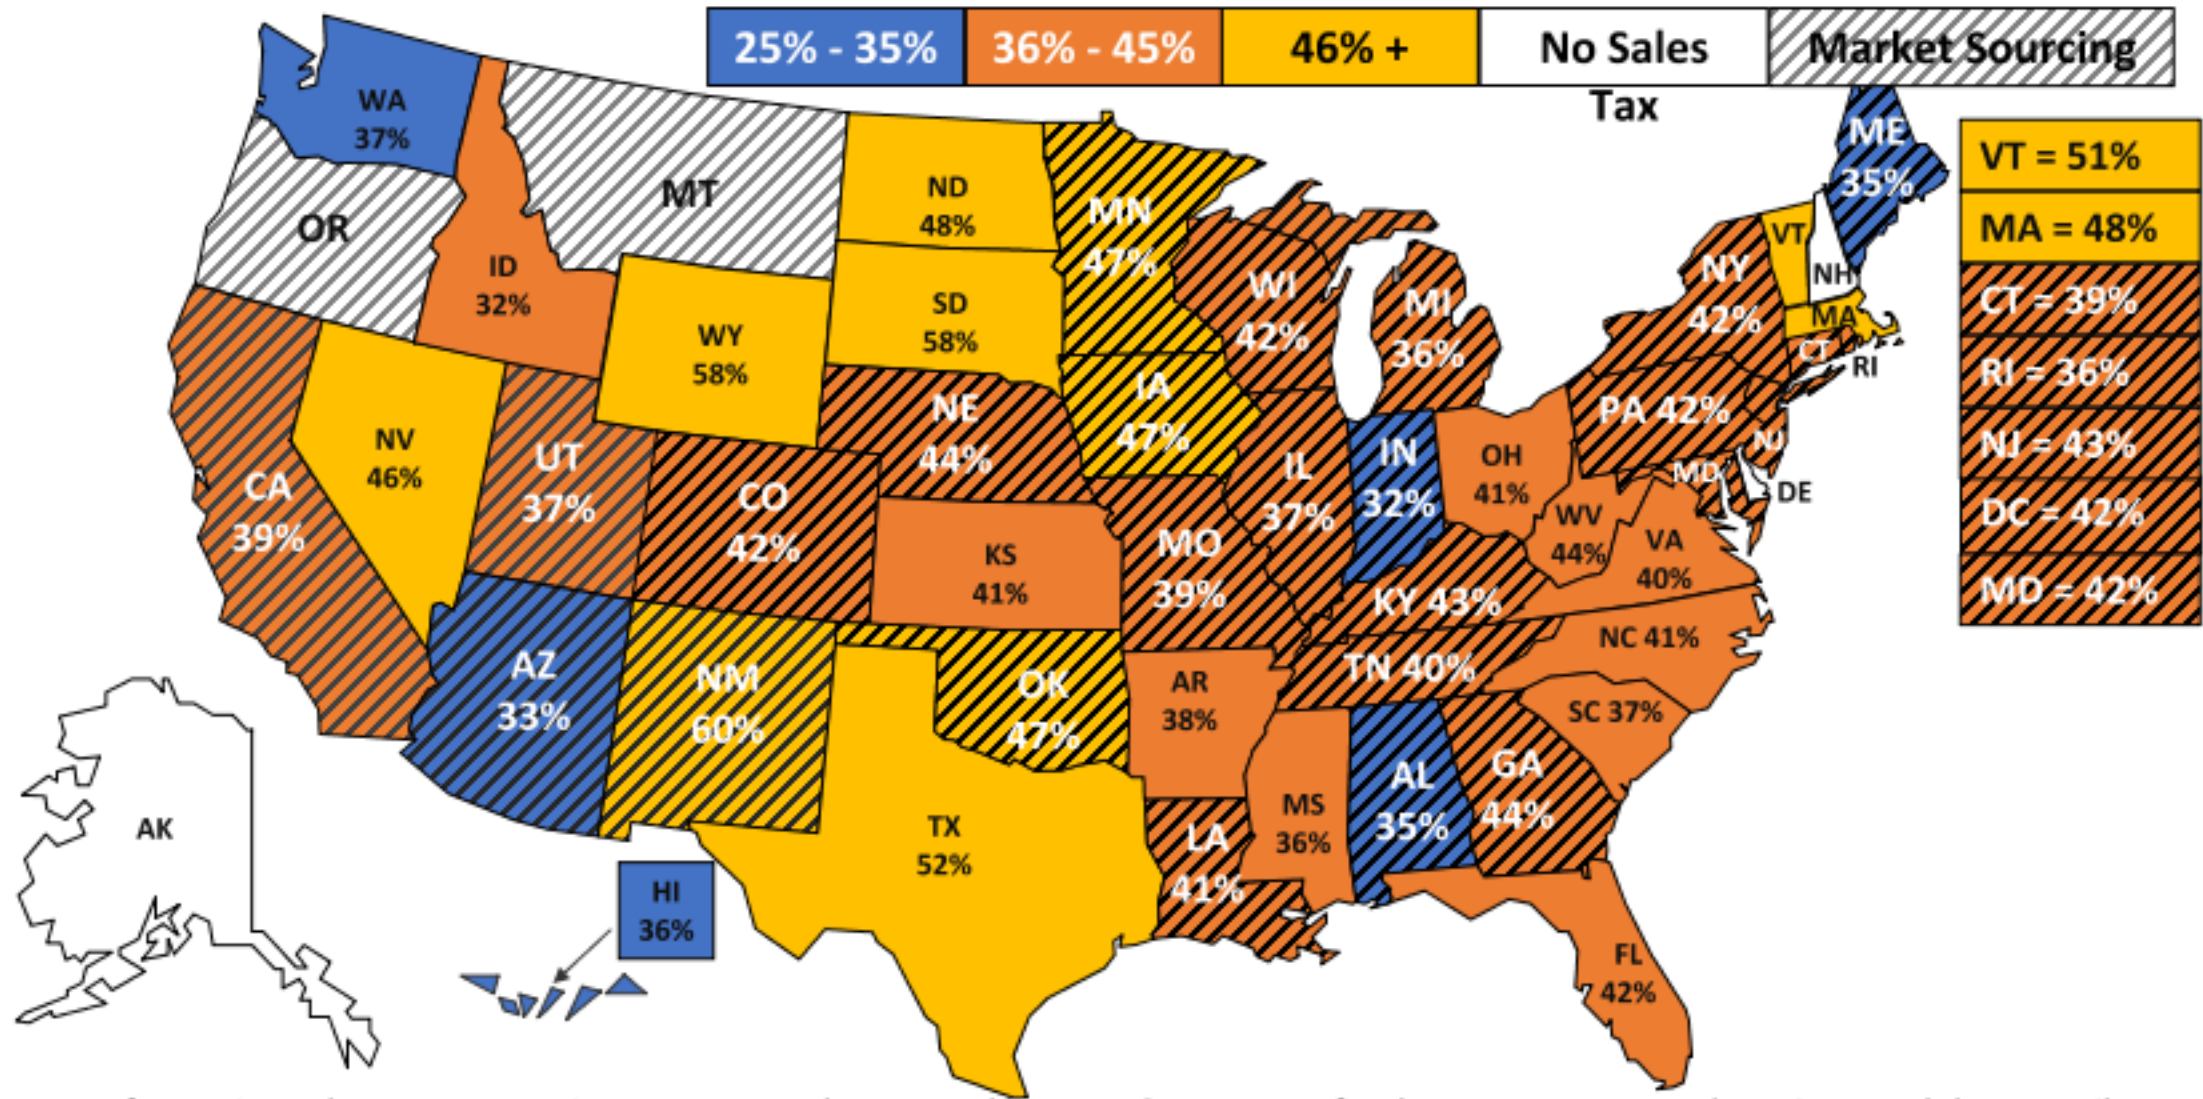 25% - 35%
36% - 45%
46% +
No Sales
Tax
Market Sourcing
WA
37%
OR
ID
32%
MT
ND
48%
SD
58%
WY
58%
MN
47%
WI
42%
MI
36%
NY
42%
VT
NH
ME
35%
MA
CT
RI
VT = 51%
MA = 48%
CT = 39%
RI = 36%
NJ = 43%
DC = 42%
MD = 42%
CA
39%
NV
46%
UT
37%
CO
42%
NE
44%
KS
41%
IA
47%
MO
39%
IL
37%
IN
32%
OH
41%
PA 42%
NJ
MD
DE
WV
44%
VA
40%
KY 43%
TN 40%
NC 41%
SC 37%
AZ
33%
NM
60%
OK
47%
TX
52%
AR
38%
LA
41%
MS
36%
AL
35%
GA
44%
FL
42%
AK
HI
36%